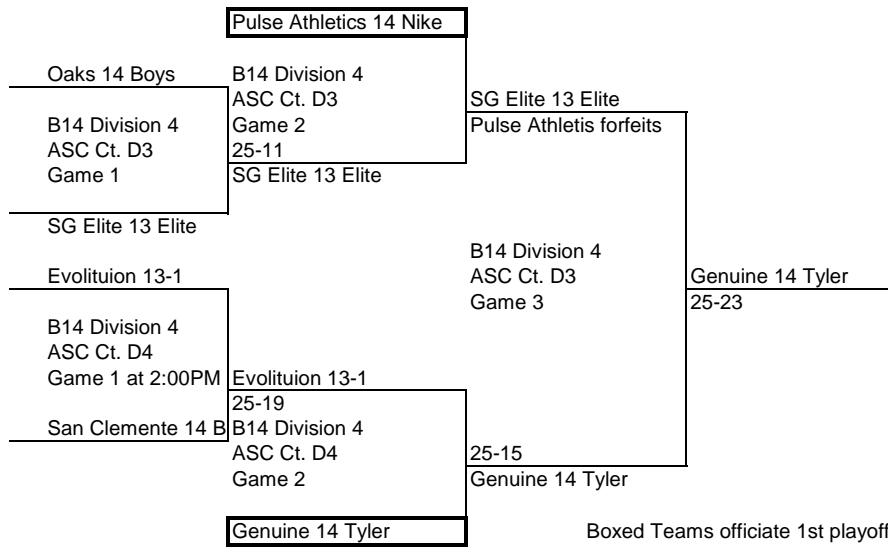 Pulse Athletics 14 Nike
Oaks 14 Boys
B14 Division 4
ASC Ct. D3
Game 1
SG Elite 13 Elite
B14 Division 4
ASC Ct. D3
Game 2
25-11
SG Elite 13 Elite
SG Elite 13 Elite
Pulse Athletis forfeits
Evolituion 13-1
B14 Division 4
ASC Ct. D4
Game 1 at 2:00PM
San Clemente 14 B
Evolituion 13-1
25-19
B14 Division 4
ASC Ct. D4
Game 2
Genuine 14 Tyler
25-15
Genuine 14 Tyler
B14 Division 4
ASC Ct. D3
Game 3
Genuine 14 Tyler
25-23
Boxed Teams officiate 1st playoff